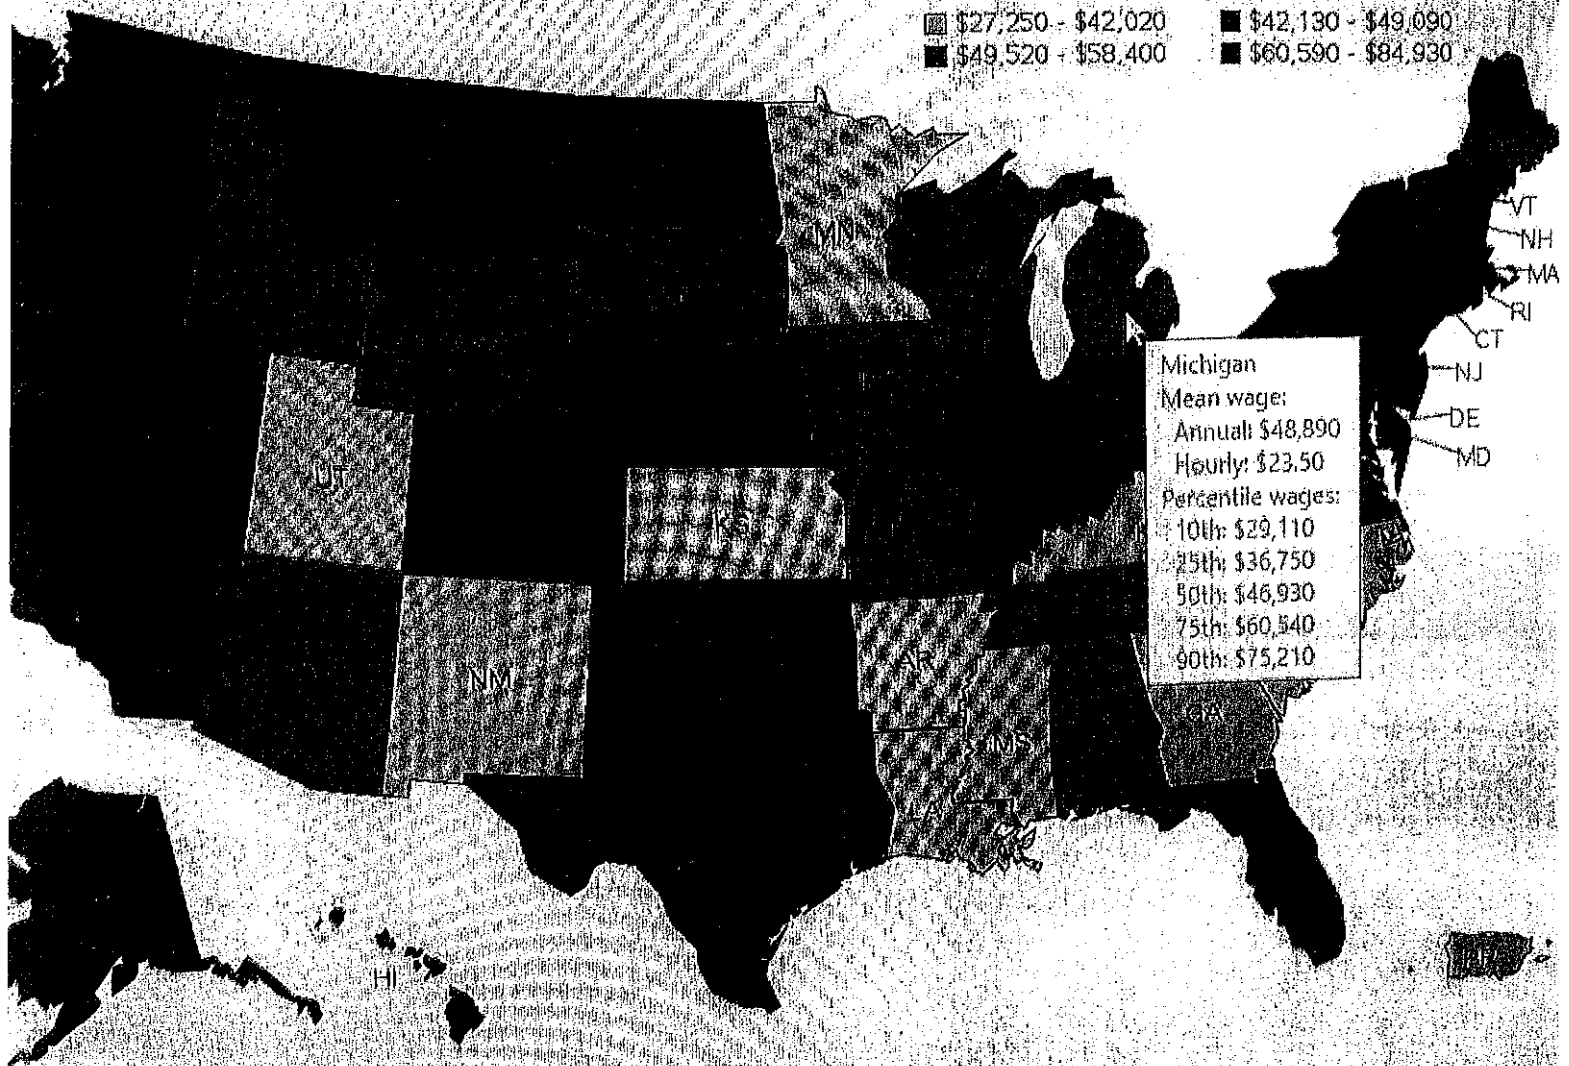 $27,250 - $42,020 $42,130 - $49,090
$49,520 - $58,400 $60,590 - $84,930
MN
VT
NH
MA
RI
CT
NJ
DE
MD
Michigan
Mean wage:
Annual: $48,890
Hourly: $23.50
Percentile wages:
10th: $29,110
25th: $36,750
50th: $46,930
75th: $60,540
90th: $75,210
UT
KS
NM
AR
MS
GA
LA
HI